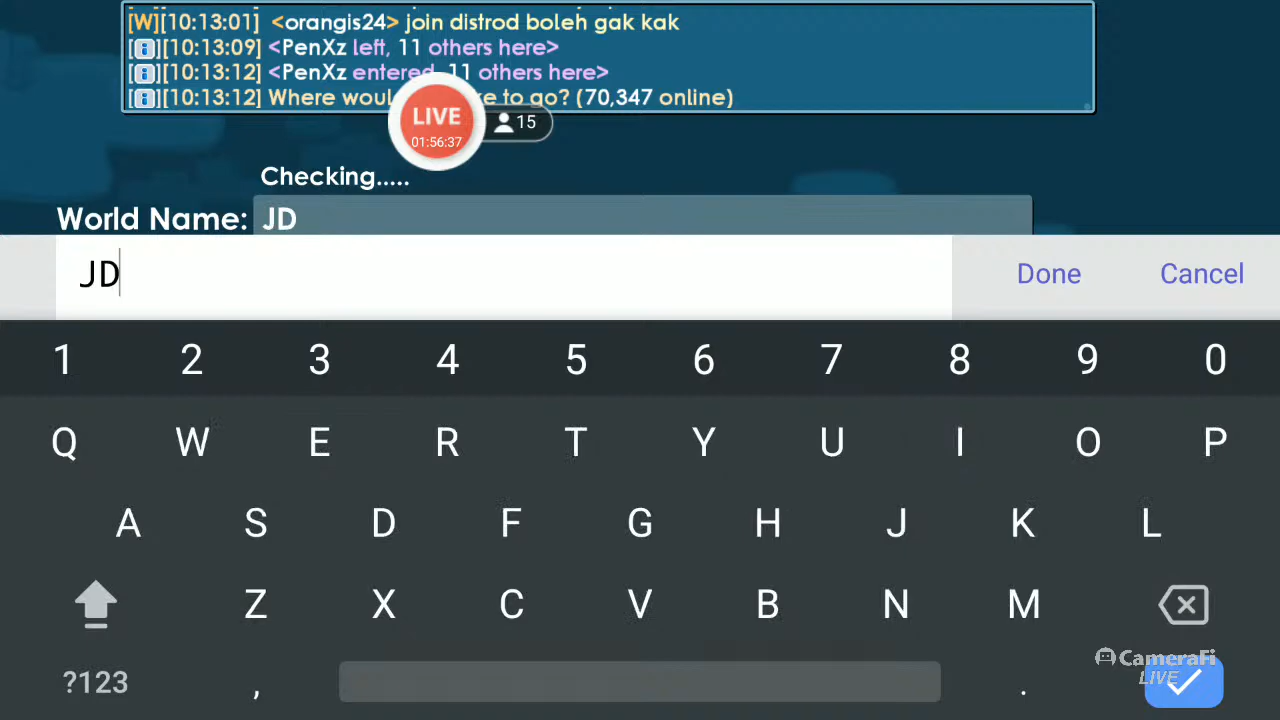 [W][10:13:01] <orangis24> join distrod boleh gak kak
[i][10:13:09] <PenXz left, 11 others here>
[i][10:13:12] <PenXz entered, 11 others here>
[i][10:13:12] Where wou ke to go? (70,347 online)
LIVE
01:56:37
15
Checking.....
World Name: JD
JD
Done Cancel
1 2 3 4 5 6 7 8 9 0
Q W E R T Y U I O P
A S D F G H J K L
Z X C V B N M
?123 , .
CameraFi
LIVE